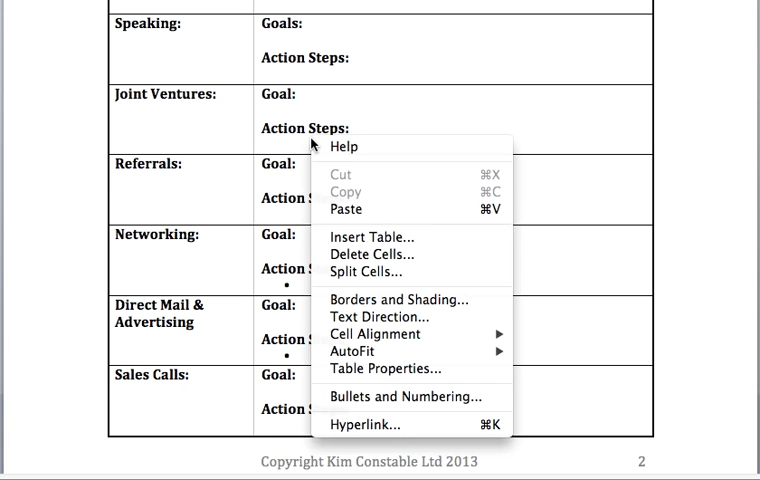 Speaking:
Goals:
Action Steps:
Joint Ventures:
Goal:
Action Steps:
Referrals:
Goal:
Action S
Networking:
Goal:
Action S
•
Direct Mail &
Advertising
Goal:
Action S
•
Sales Calls:
Goal:
Action S
Help
Cut ⌘X
Copy ⌘C
Paste ⌘V
Insert Table...
Delete Cells...
Split Cells...
Borders and Shading...
Text Direction...
Cell Alignment ▶
AutoFit ▶
Table Properties...
Bullets and Numbering...
Hyperlink... ⌘K
Copyright Kim Constable Ltd 2013 2